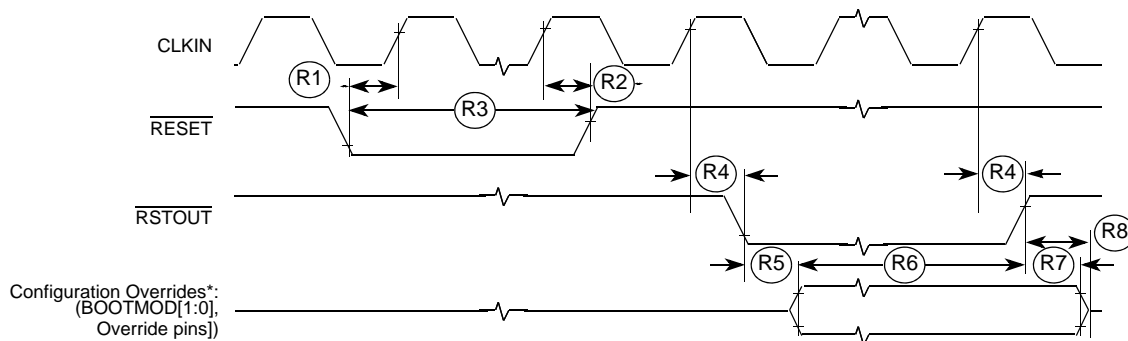 CLKIN
R1
R2
R3
RESET
R4
R4
RSTOUT
R8
R5
R6
R7
Configuration Overrides*:
(BOOTMOD[1:0],
Override pins])